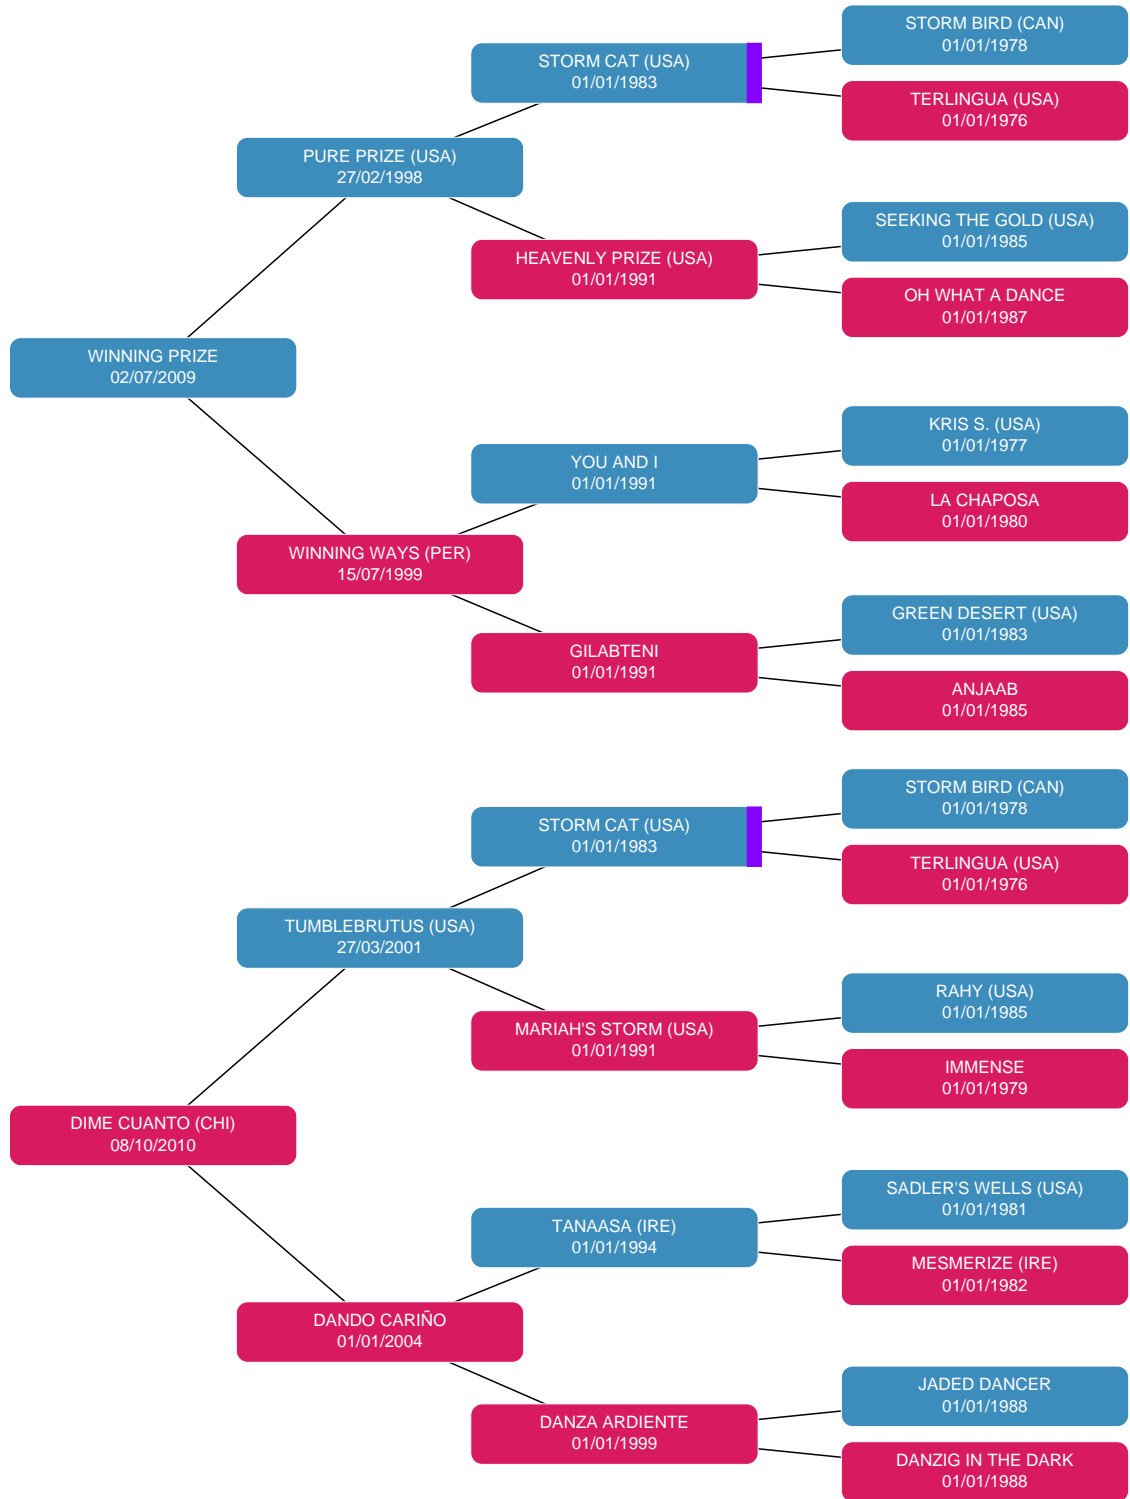 STORM BIRD (CAN)
01/01/1978
STORM CAT (USA)
01/01/1983
TERLINGUA (USA)
01/01/1976
PURE PRIZE (USA)
27/02/1998
SEEKING THE GOLD (USA)
01/01/1985
HEAVENLY PRIZE (USA)
01/01/1991
OH WHAT A DANCE
01/01/1987
WINNING PRIZE
02/07/2009
KRIS S. (USA)
01/01/1977
YOU AND I
01/01/1991
LA CHAPOSA
01/01/1980
WINNING WAYS (PER)
15/07/1999
GREEN DESERT (USA)
01/01/1983
GILABTENI
01/01/1991
ANJAAB
01/01/1985
STORM BIRD (CAN)
01/01/1978
STORM CAT (USA)
01/01/1983
TERLINGUA (USA)
01/01/1976
TUMBLEBRUTUS (USA)
27/03/2001
RAHY (USA)
01/01/1985
MARIAH'S STORM (USA)
01/01/1991
IMMENSE
01/01/1979
DIME CUANTO (CHI)
08/10/2010
SADLER'S WELLS (USA)
01/01/1981
TANAASA (IRE)
01/01/1994
MESMERIZE (IRE)
01/01/1982
DANDO CARIÑO
01/01/2004
JADED DANCER
01/01/1988
DANZA ARDIENTE
01/01/1999
DANZIG IN THE DARK
01/01/1988